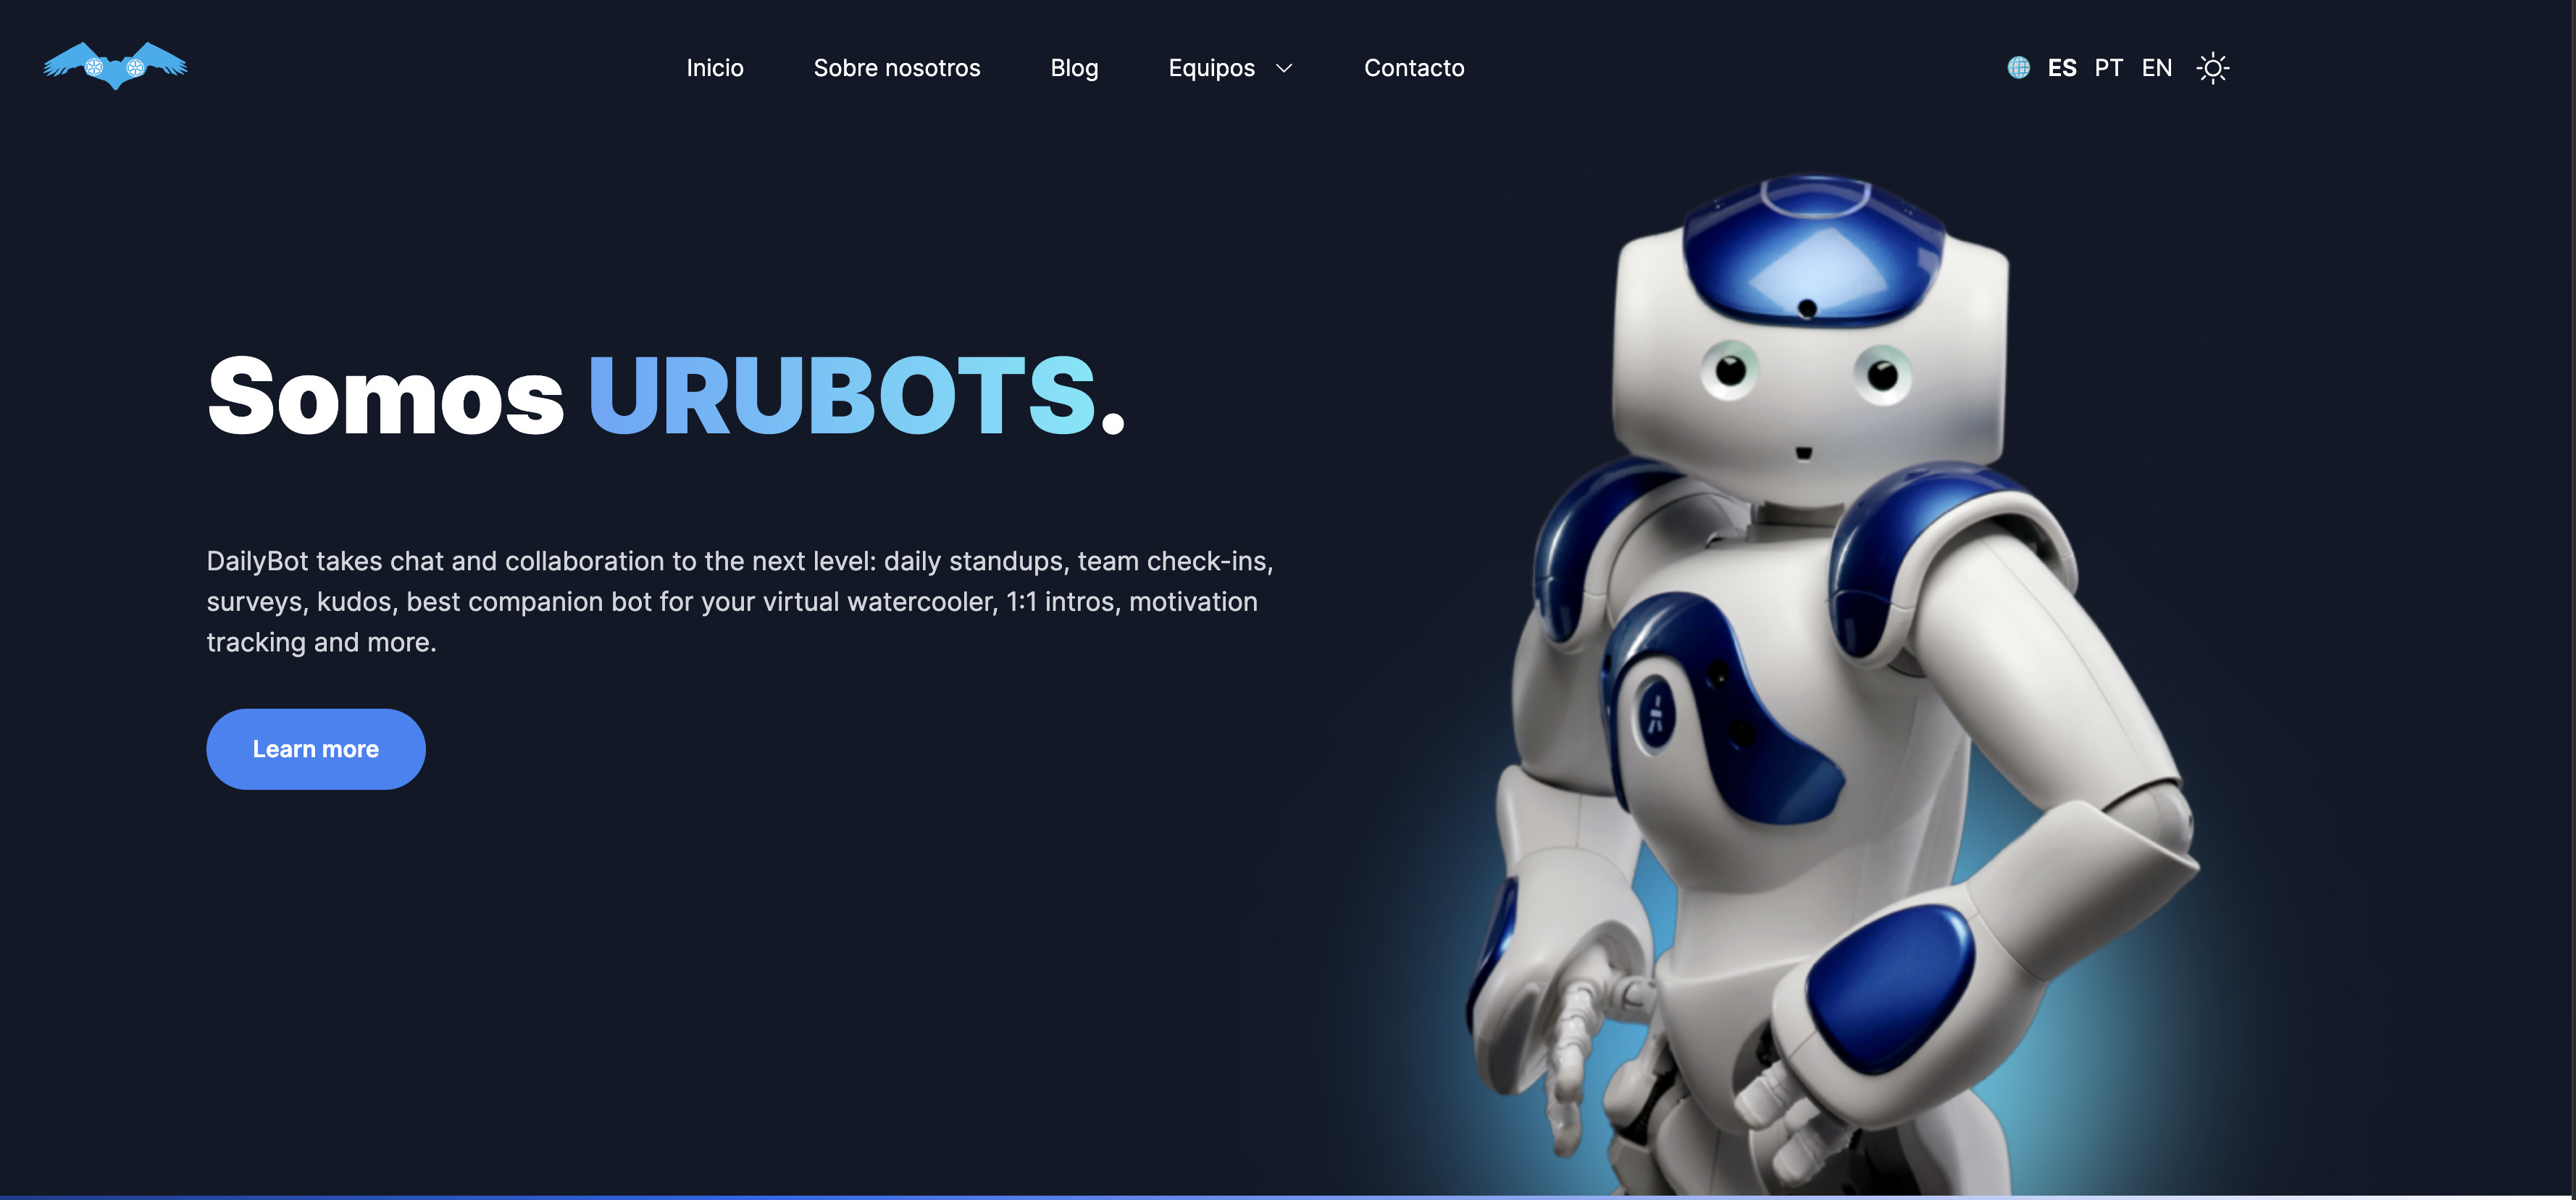 Inicio Sobre nosotros Blog Equipos Contacto ES PT EN
Somos URUBOTS.
DailyBot takes chat and collaboration to the next level: daily standups, team check-ins,
surveys, kudos, best companion bot for your virtual watercooler, 1:1 intros, motivation
tracking and more.
Learn more